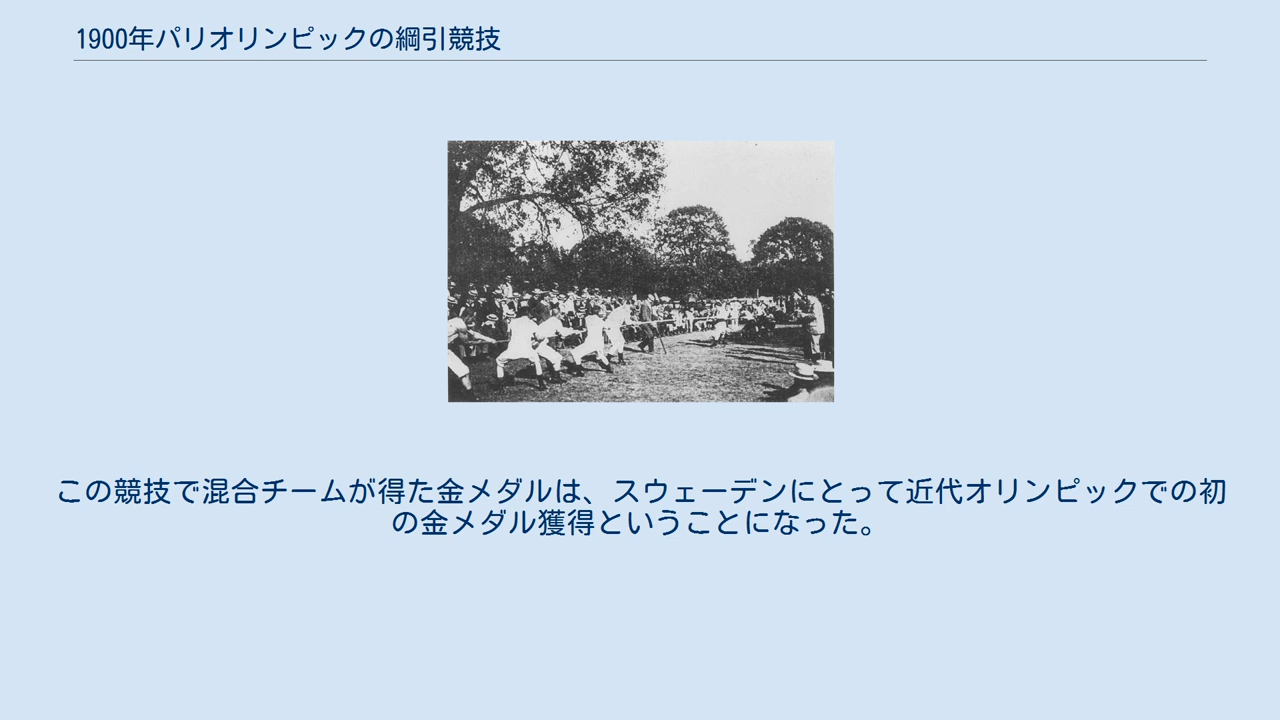 1900年パリオリンピックの綱引競技
この競技で混合チームが得た金メダルは、スウェーデンにとって近代オリンピックでの初
の金メダル獲得ということになった。